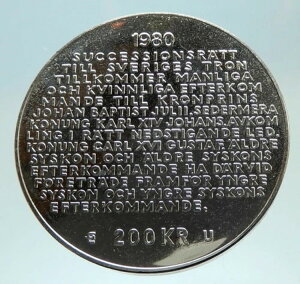 1980
SUCCESSIONSRÄTT
TILL SVERIGES TRON
TILLKOMMER MANLIGA
OCH KVINNLIGA EFTERKOM
MANDE TILL KRONPRINS
JOHAN BAPTIST JULII, SEDERMERA
KONUNG KARL XIV JOHANS, AVKOM
LING I RÄTT NEDSTIGANDE LED.
KONUNG CARL XVI GUSTAF. ÄLDRE
SYSKON OCH ÄLDRE SYSKONS
EFTERKOMMANDE HA DÄRVID
FÖRETRÄDE FRAMFÖR YNGRE
SYSKON OCH YNGRE SYSKONS
EFTERKOMMANDE.
200 KR U